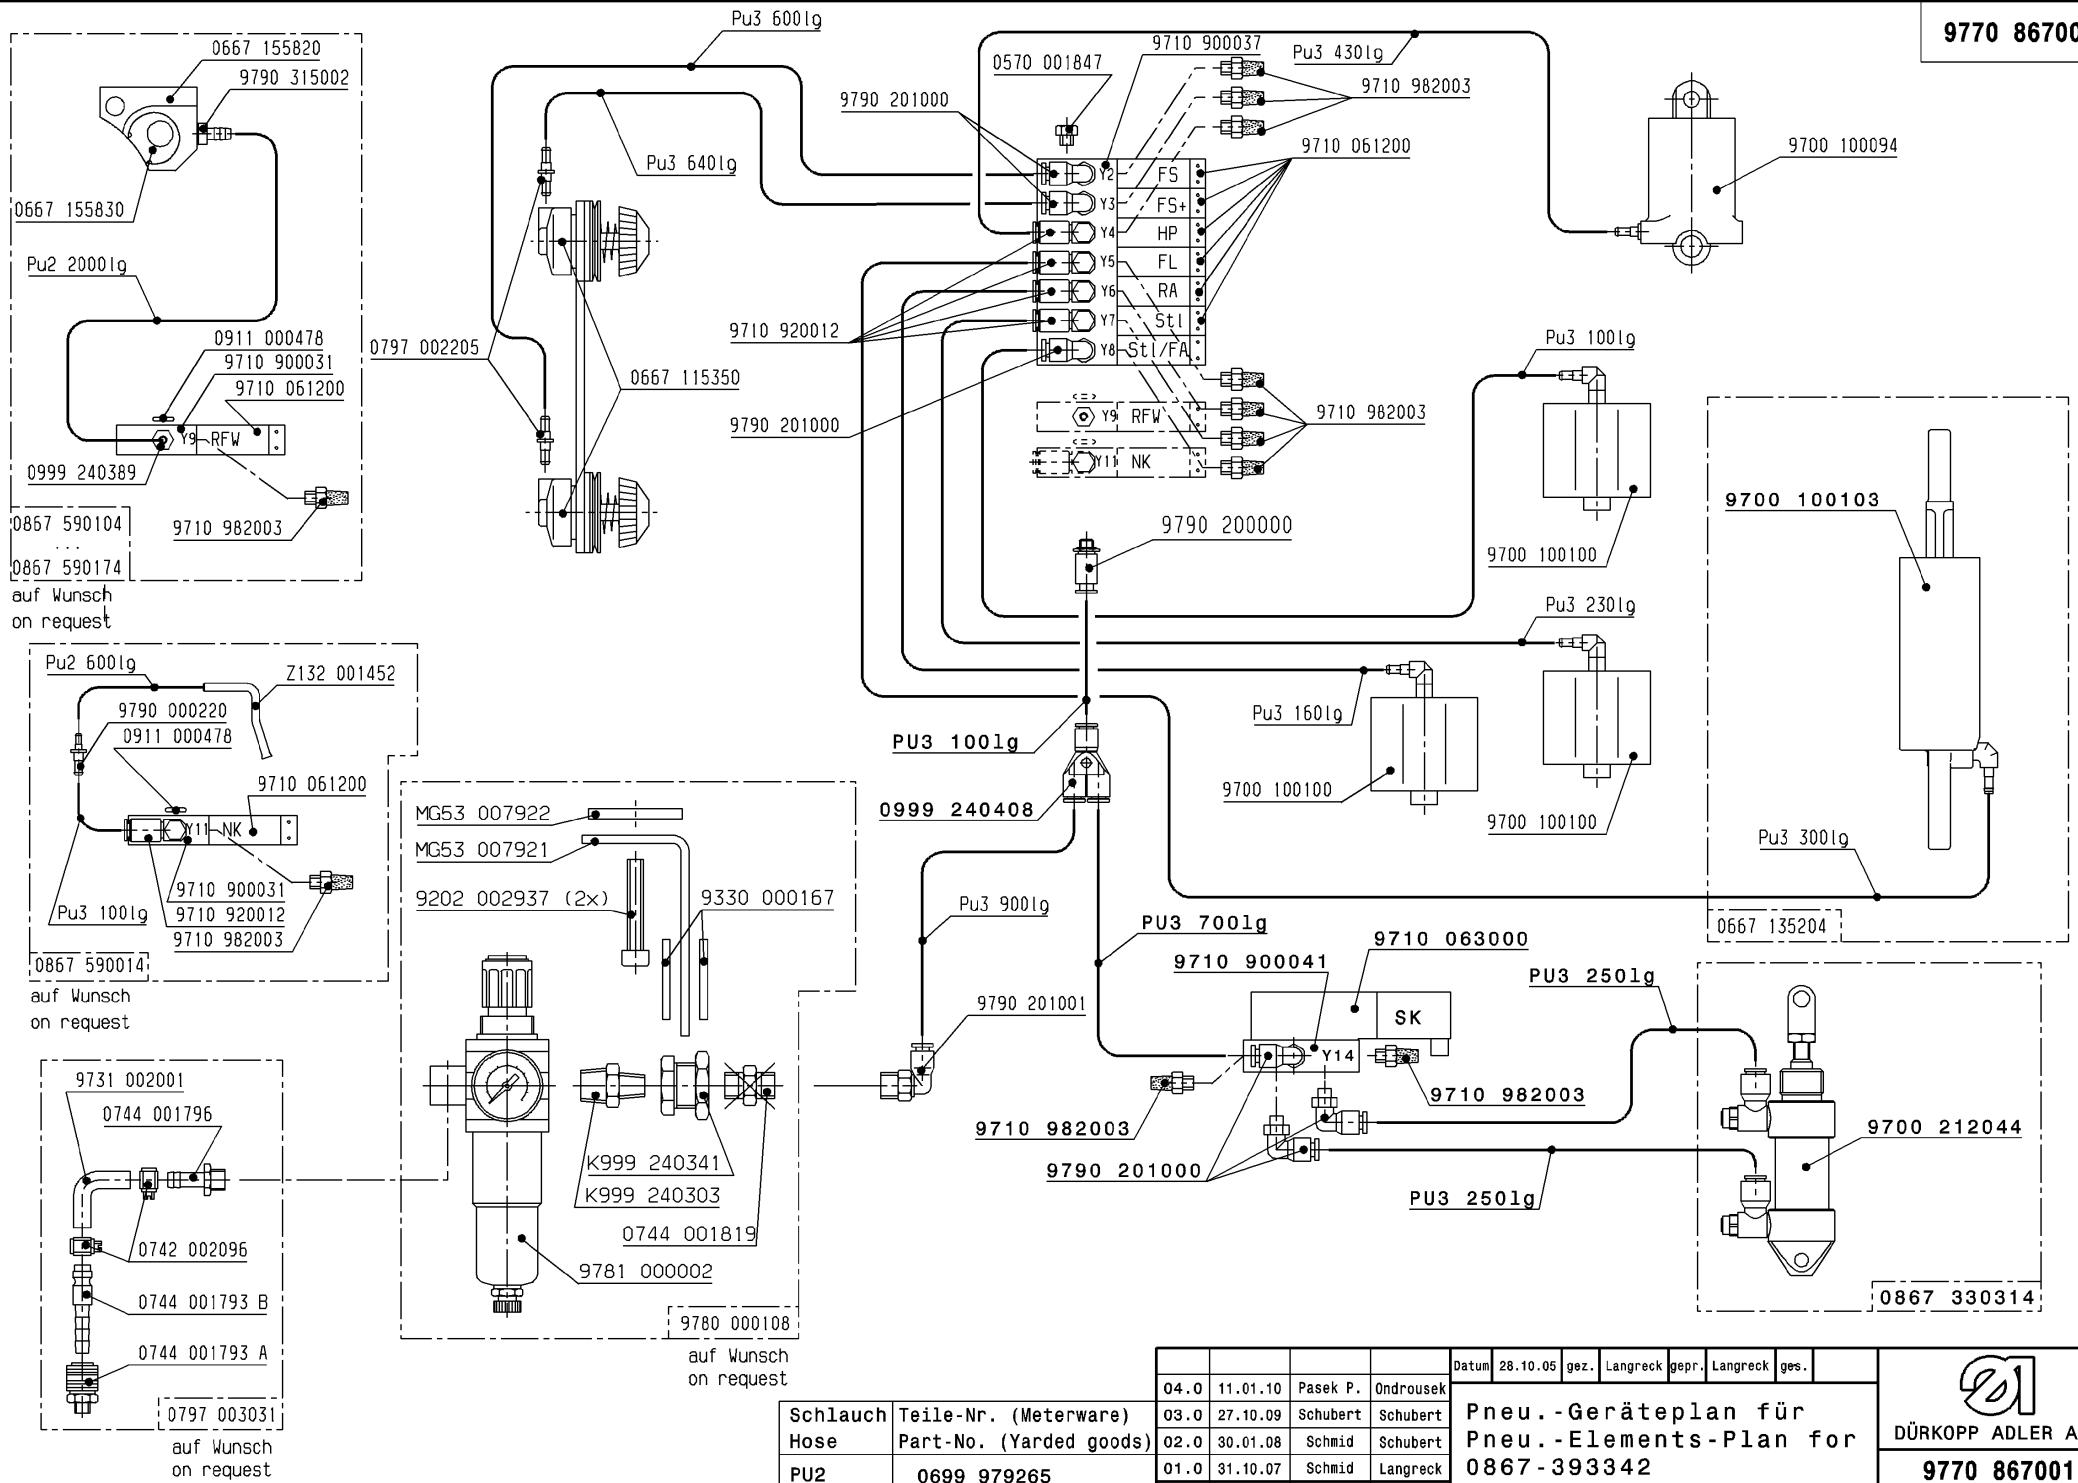 9770 86700
0667 155820
9790 315002
0667 155830
Pu2 2000lg
0911 000478
9710 900031
9710 061200
Y9 RFW
0999 240389
9710 982003
0867 590104
...
0867 590174
auf Wunsch
on request
Pu3 600lg
Pu3 640lg
0797 002205
0667 115350
9790 201000
0570 001847
9710 900037
Pu3 430lg
9710 982003
9710 061200
9700 100094
Y2 FS
Y3 FS+
Y4 HP
Y5 FL
Y6 RA
Y7 Stl
Y8 Stl/FA
Y9 RFW
Y11 NK
9710 920012
9790 201000
9710 982003
9790 200000
Pu3 100lg
9700 100100
Pu3 230lg
9700 100100
Pu3 160lg
9700 100100
9700 100103
Pu3 300lg
0667 135204
Pu2 600lg
Z132 001452
9790 000220
0911 000478
9710 061200
Y11 NK
9710 900031
9710 920012
9710 982003
Pu3 100lg
0867 590014
auf Wunsch
on request
PU3 100lg
0999 240408
Pu3 900lg
PU3 700lg
9790 201001
MG53 007922
MG53 007921
9202 002937 (2x)
9330 000167
K999 240341
K999 240303
0744 001819
9781 000002
9780 000108
auf Wunsch
on request
9731 002001
0744 001796
0742 002096
0744 001793 B
0744 001793 A
0797 003031
auf Wunsch
on request
9710 063000
9710 900041
SK
Y14
9710 982003
9710 982003
9790 201000
PU3 250lg
PU3 250lg
9700 212044
0867 330314
Schlauch Teile-Nr. (Meterware)
Hose Part-No. (Yarded goods)
PU2 0699 979265
04.0 11.01.10 Pasek P. Ondrousek
03.0 27.10.09 Schubert Schubert
02.0 30.01.08 Schmid Schubert
01.0 31.10.07 Schmid Langreck
Datum 28.10.05 gez. Langreck gepr. Langreck ges.
Pneu.-Geräteplan für
Pneu.-Elements-Plan for
0867-393342
DÜRKOPP ADLER A
9770 867001